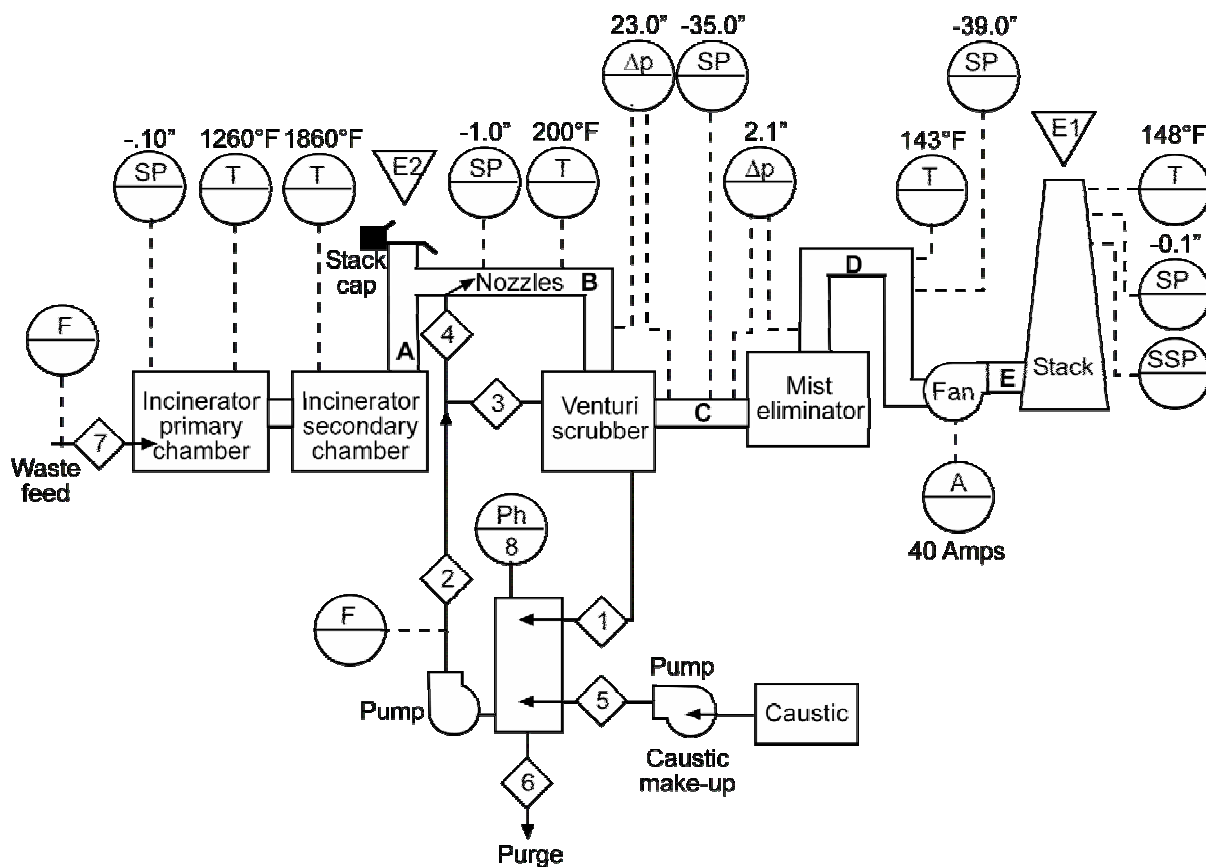 23.0” -35.0”
Δp
SP
-39.0”
SP
-.10” 1260°F 1860°F
SP
T
T
E2
-1.0” 200°F
SP
T
2.1”
Δp
143°F
T
E1
148°F
T
-0.1”
SP
SSP
Stack
cap
Nozzles
B
D
F
4
A
7
Waste
feed
Incinerator
primary
chamber
Incinerator
secondary
chamber
3
Venturi
scrubber
C
Mist
eliminator
Fan
E
Stack
A
40 Amps
Ph
8
2
F
1
Pump
5
Pump
Caustic
make-up
Caustic
6
Purge